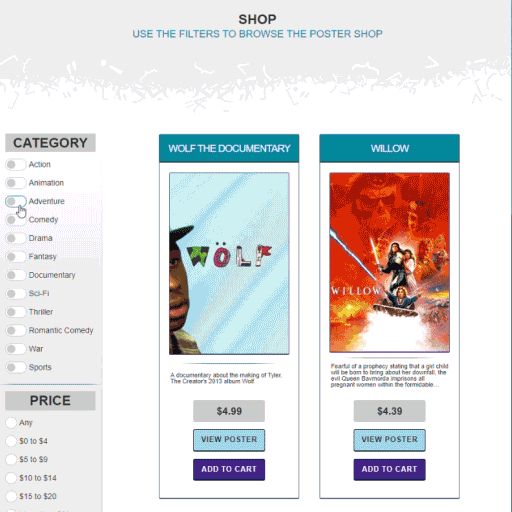 SHOP
USE THE FILTERS TO BROWSE THE POSTER SHOP
CATEGORY
Action
Animation
Adventure
Comedy
Drama
Fantasy
Documentary
Sci-Fi
Thriller
Romantic Comedy
War
Sports
PRICE
Any
$0 to $4
$5 to $9
$10 to $14
$15 to $20
WOLF THE DOCUMENTARY
WÖLF
A documentary about the making of Tyler,
The Creator's 2013 album Wolf
$4.99
VIEW POSTER
ADD TO CART
WILLOW
WILLOW
Fearful of a prophecy stating that a girl child
will be born to bring about her downfall, the
evil Queen Bavmorda imprisons all
pregnant women within the formidable...
$4.39
VIEW POSTER
ADD TO CART